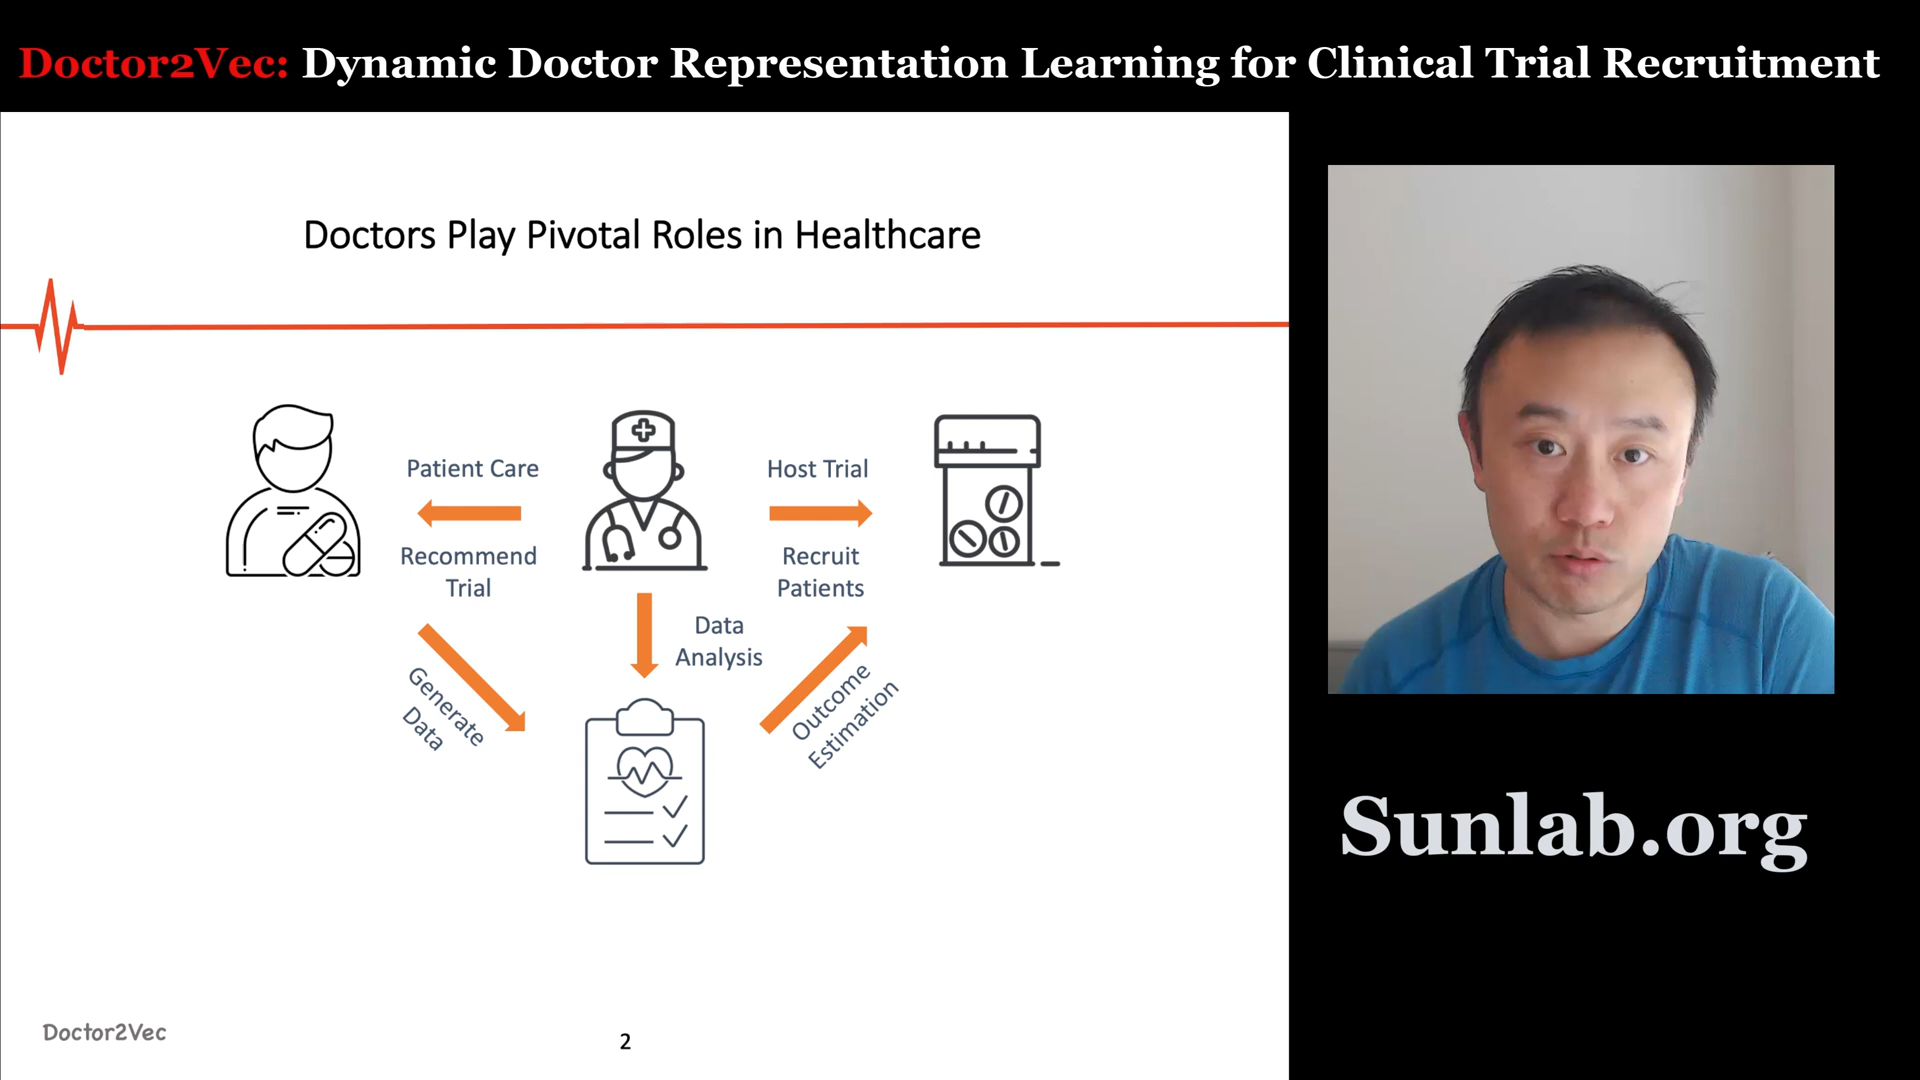 Doctor2Vec: Dynamic Doctor Representation Learning for Clinical Trial Recruitment
Doctors Play Pivotal Roles in Healthcare
Patient Care
Recommend
Trial
Host Trial
Recruit
Patients
Data
Analysis
Generate
Data
Outcome
Estimation
Sunlab.org
Doctor2Vec
2